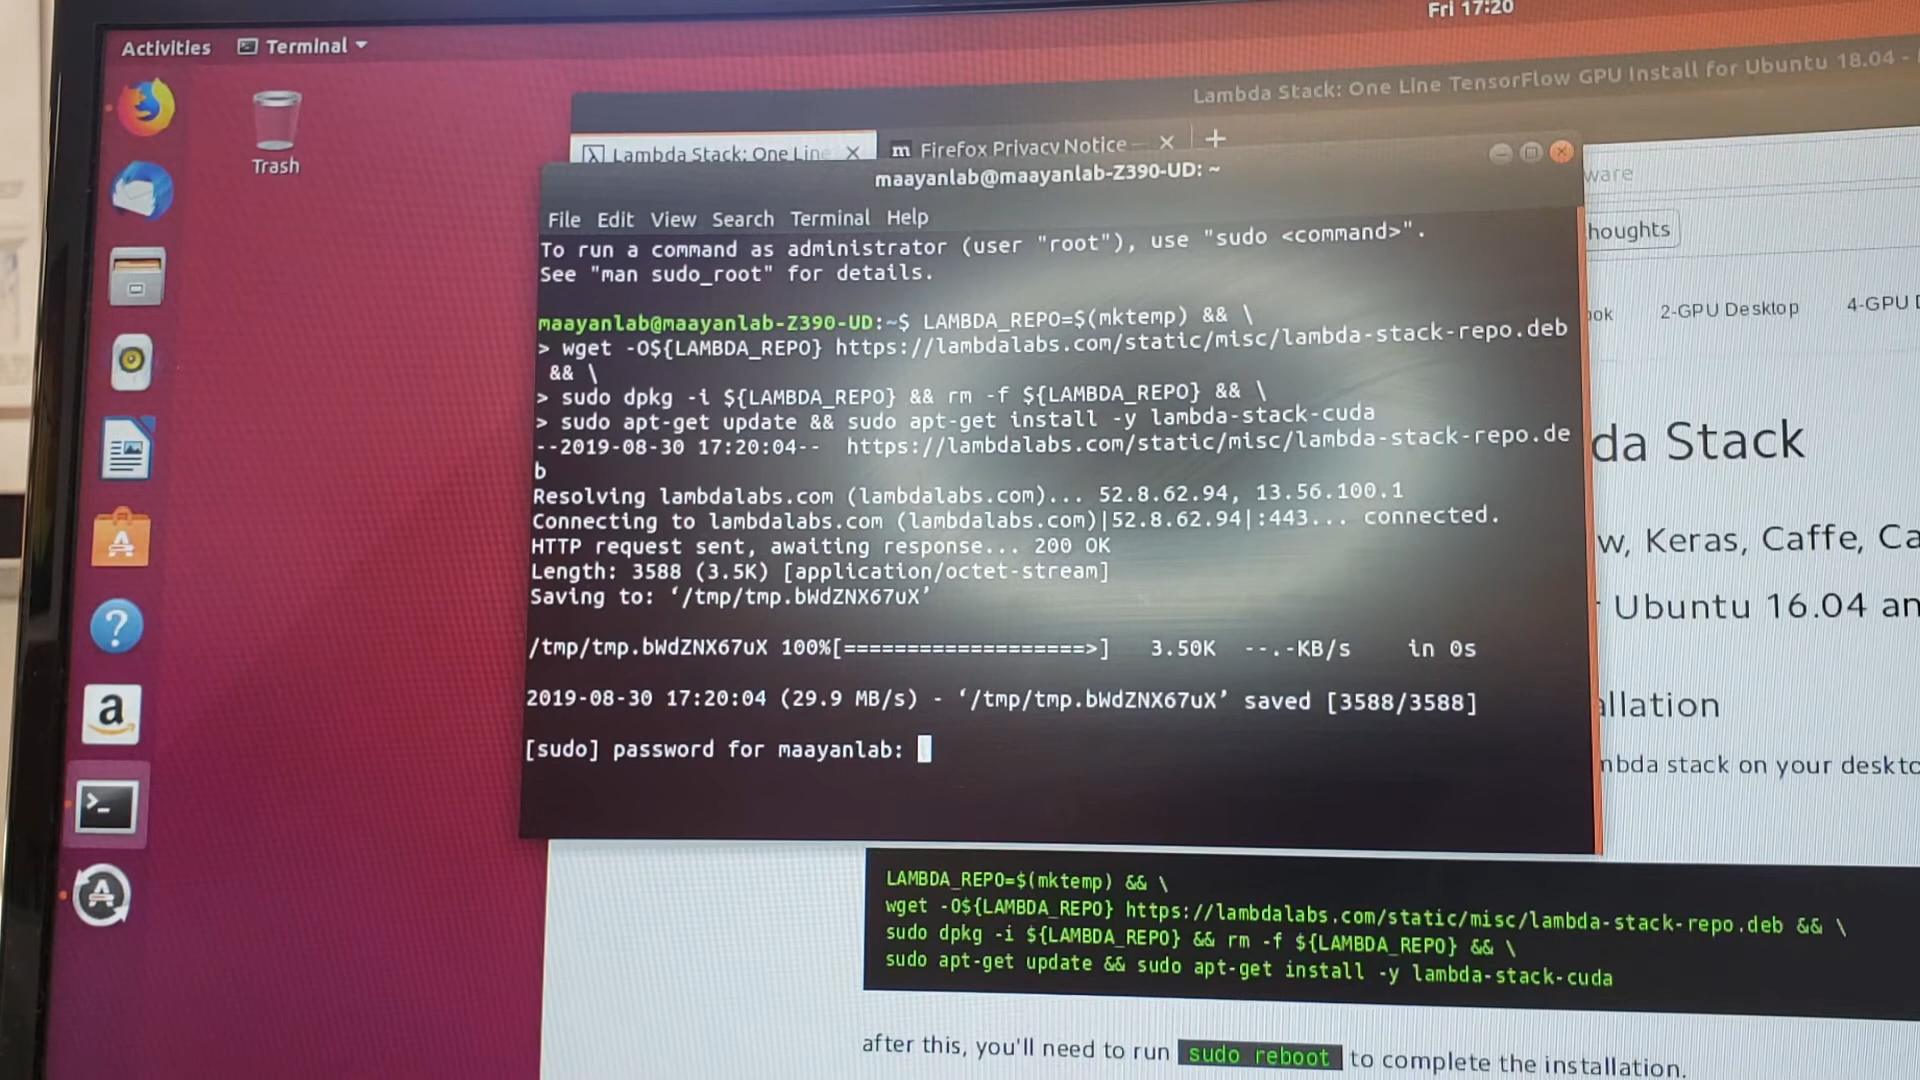 Fri 17:20
Activities
Terminal
Lambda Stack: One Line TensorFlow GPU Install for Ubuntu 18.04 -
Trash
Lambda Stack: One Line
Firefox Privacy Notice
maayanlab@maayanlab-Z390-UD: ~
File Edit View Search Terminal Help
To run a command as administrator (user "root"), use "sudo <command>".
See "man sudo_root" for details.
maayanlab@maayanlab-Z390-UD:~$ LAMBDA_REPO=$(mktemp) && \
> wget -O${LAMBDA_REPO} https://lambdalabs.com/static/misc/lambda-stack-repo.deb
&& \
> sudo dpkg -i ${LAMBDA_REPO} && rm -f ${LAMBDA_REPO} && \
> sudo apt-get update && sudo apt-get install -y lambda-stack-cuda
--2019-08-30 17:20:04--  https://lambdalabs.com/static/misc/lambda-stack-repo.de
b
Resolving lambdalabs.com (lambdalabs.com)... 52.8.62.94, 13.56.100.1
Connecting to lambdalabs.com (lambdalabs.com)|52.8.62.94|:443... connected.
HTTP request sent, awaiting response... 200 OK
Length: 3588 (3.5K) [application/octet-stream]
Saving to: ‘/tmp/tmp.bWdZNX67uX’
/tmp/tmp.bWdZNX67uX 100%[===================>]   3.50K  --.-KB/s    in 0s
2019-08-30 17:20:04 (29.9 MB/s) - ‘/tmp/tmp.bWdZNX67uX’ saved [3588/3588]
[sudo] password for maayanlab:
ware
houghts
ook
2-GPU Desktop
4-GPU D
da Stack
w, Keras, Caffe, Ca
Ubuntu 16.04 an
allation
mbda stack on your deskto
LAMBDA_REPO=$(mktemp) && \
wget -O${LAMBDA_REPO} https://lambdalabs.com/static/misc/lambda-stack-repo.deb && \
sudo dpkg -i ${LAMBDA_REPO} && rm -f ${LAMBDA_REPO} && \
sudo apt-get update && sudo apt-get install -y lambda-stack-cuda
after this, you'll need to run sudo reboot to complete the installation.